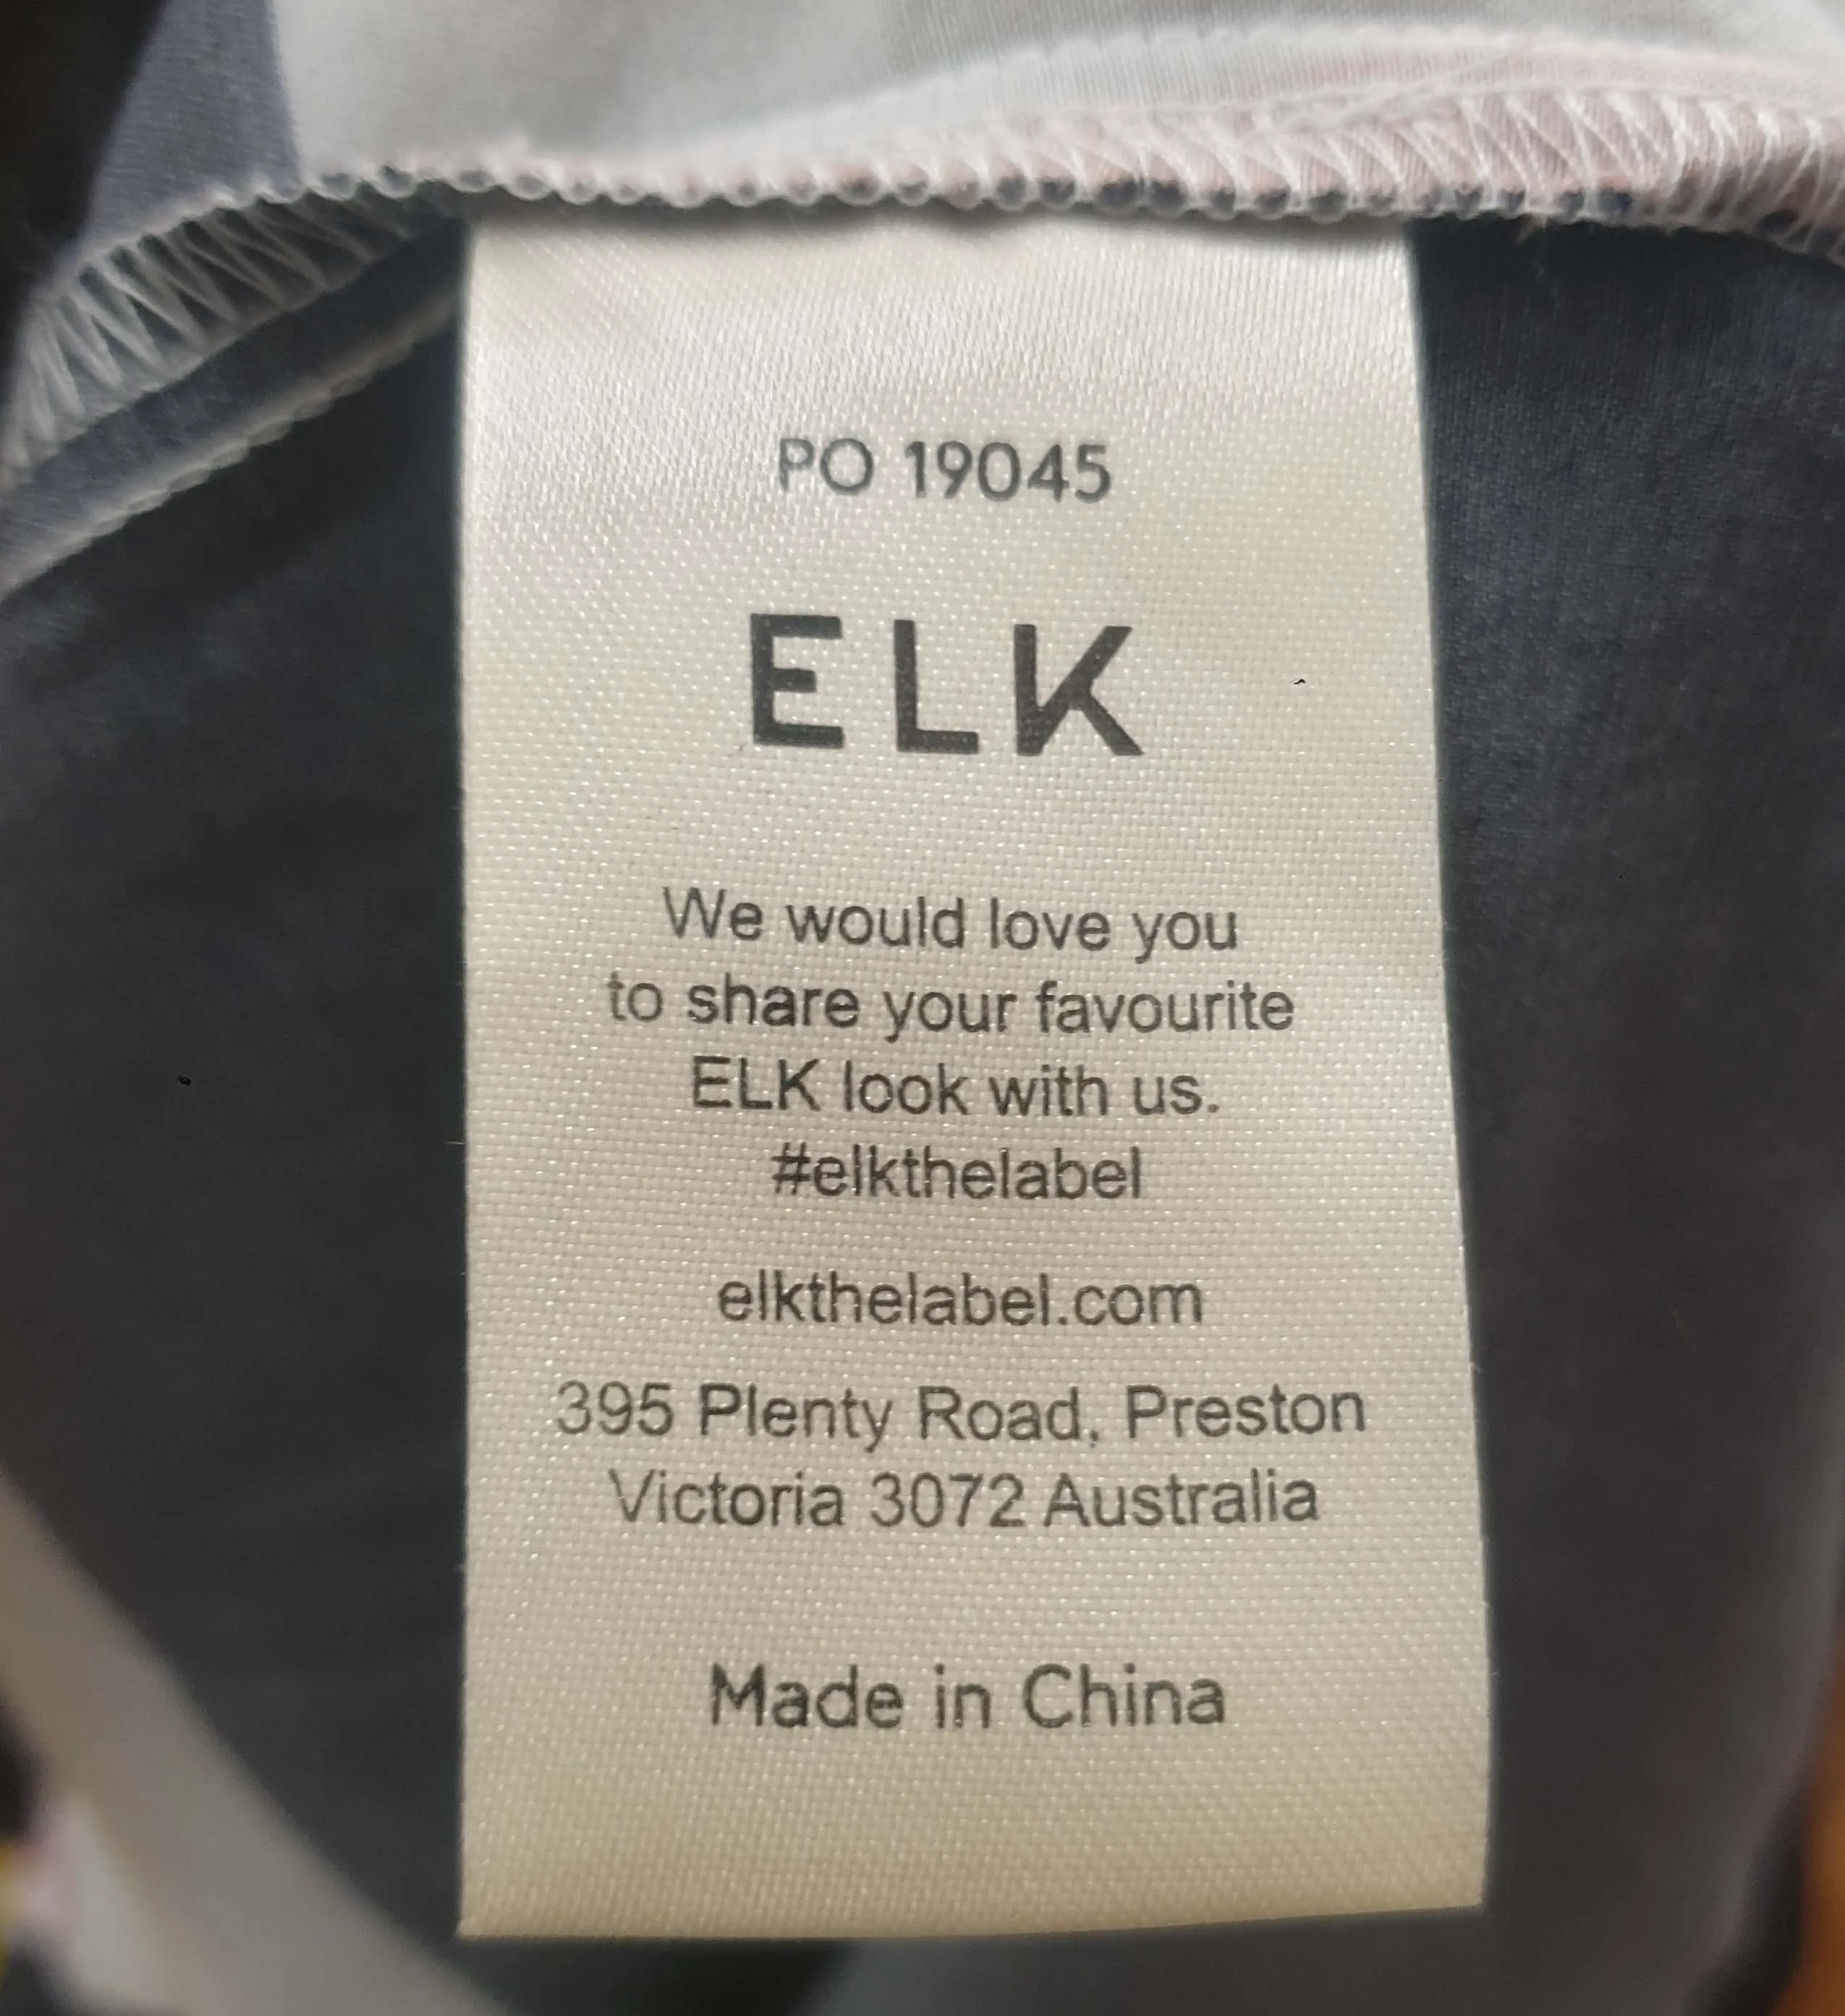 PO 19045
ELK
We would love you
to share your favourite
ELK look with us.
#elkthelabel
elkthelabel.com
395 Plenty Road, Preston
Victoria 3072 Australia
Made in China